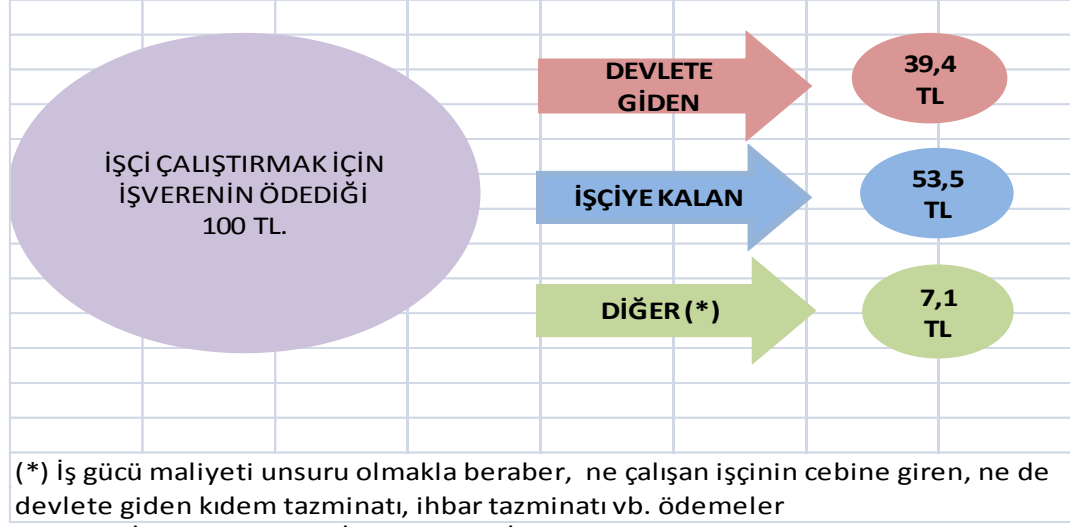 İŞÇİ ÇALIŞTIRMAK İÇİN
İŞVERENİN ÖDEDİĞİ
100 TL.
DEVLETE
GİDEN
39,4
TL
İŞÇİYE KALAN
53,5
TL
DİĞER (*)
7,1
TL
(*) İş gücü maliyeti unsuru olmakla beraber, ne çalışan işçinin cebine giren, ne de
devlete giden kıdem tazminatı, ihbar tazminatı vb. ödemeler